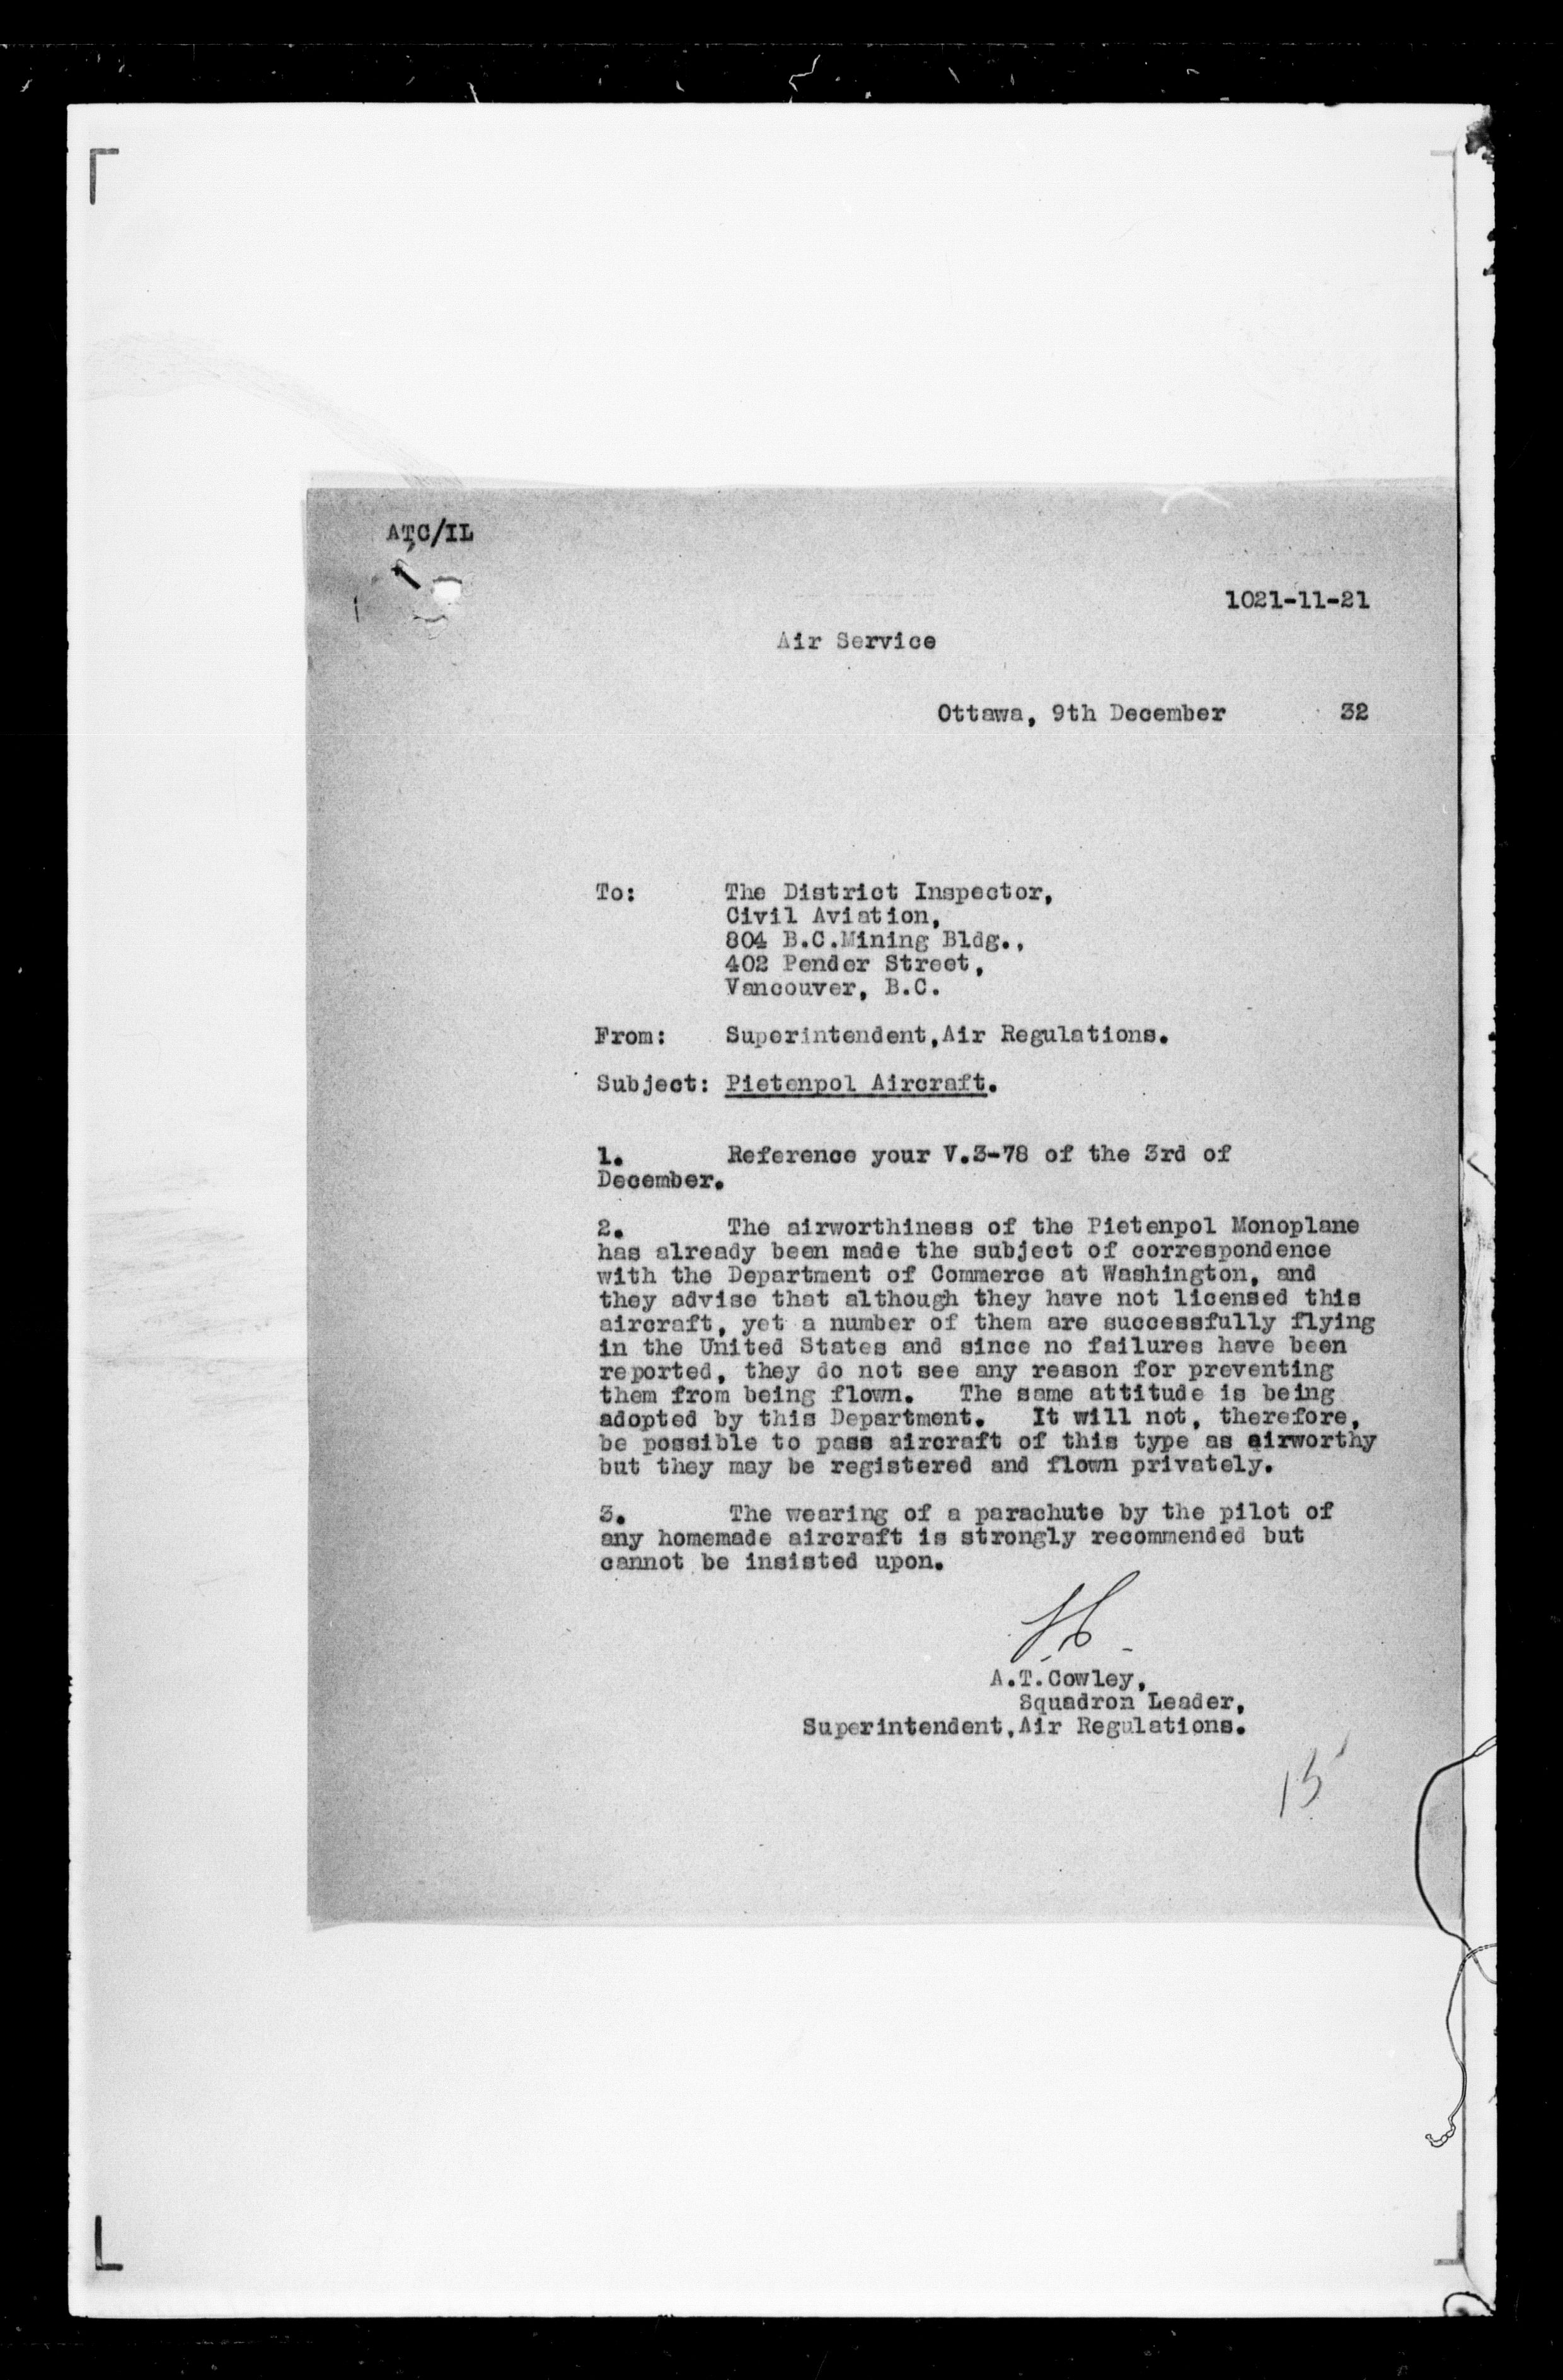 ATC/IL
1021-11-21
Air Service
Ottawa, 9th December 32
To: The District Inspector,
Civil Aviation,
804 B.C.Mining Bldg.,
402 Pender Street,
Vancouver, B.C.
From: Superintendent,Air Regulations.
Subject: Pietenpol Aircraft.
1. Reference your V.3-78 of the 3rd of
December.
2. The airworthiness of the Pietenpol Monoplane
has already been made the subject of correspondence
with the Department of Commerce at Washington, and
they advise that although they have not licensed this
aircraft, yet a number of them are successfully flying
in the United States and since no failures have been
reported, they do not see any reason for preventing
them from being flown. The same attitude is being
adopted by this Department. It will not, therefore,
be possible to pass aircraft of this type as airworthy
but they may be registered and flown privately.
3. The wearing of a parachute by the pilot of
any homemade aircraft is strongly recommended but
cannot be insisted upon.
A.T.Cowley,
Squadron Leader,
Superintendent,Air Regulations.
15